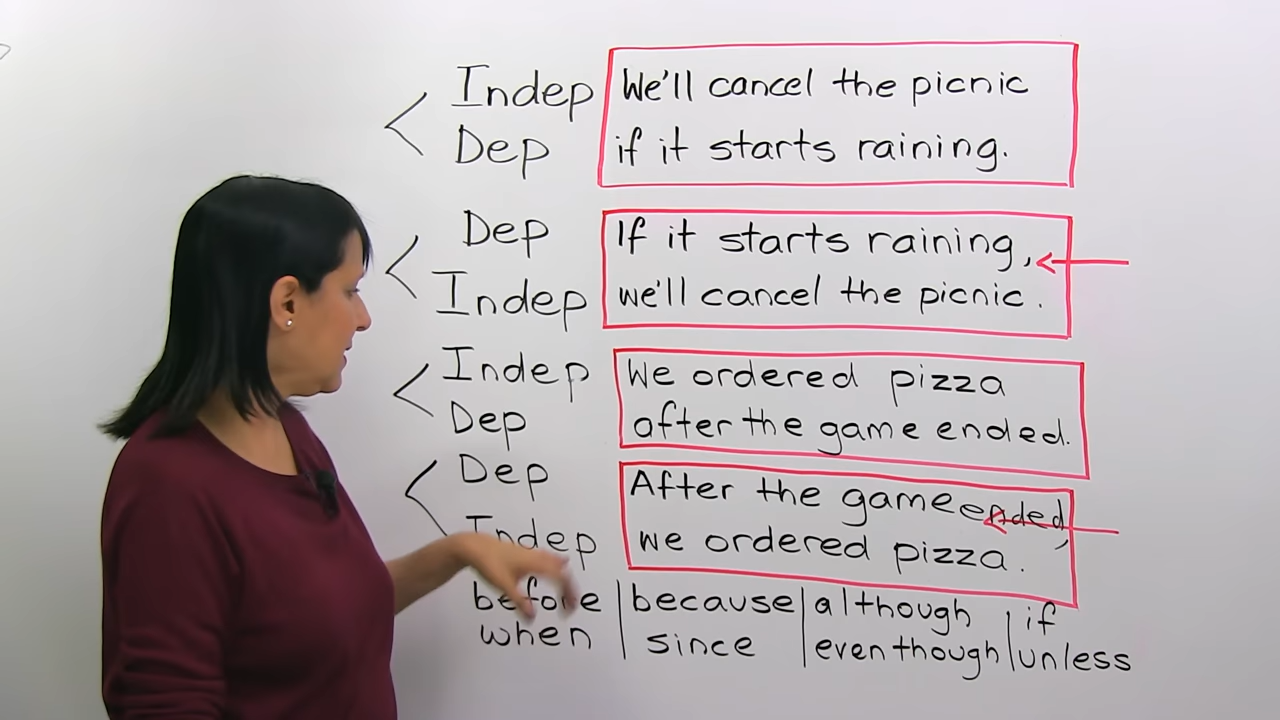 Indep We'll cancel the picnic
Dep if it starts raining.
Dep If it starts raining,
Indep we'll cancel the picnic.
Indep We ordered pizza
Dep after the game ended.
Dep After the game ended,
Indep we ordered pizza.
before | because | although | if
when | since | eventhough | unless